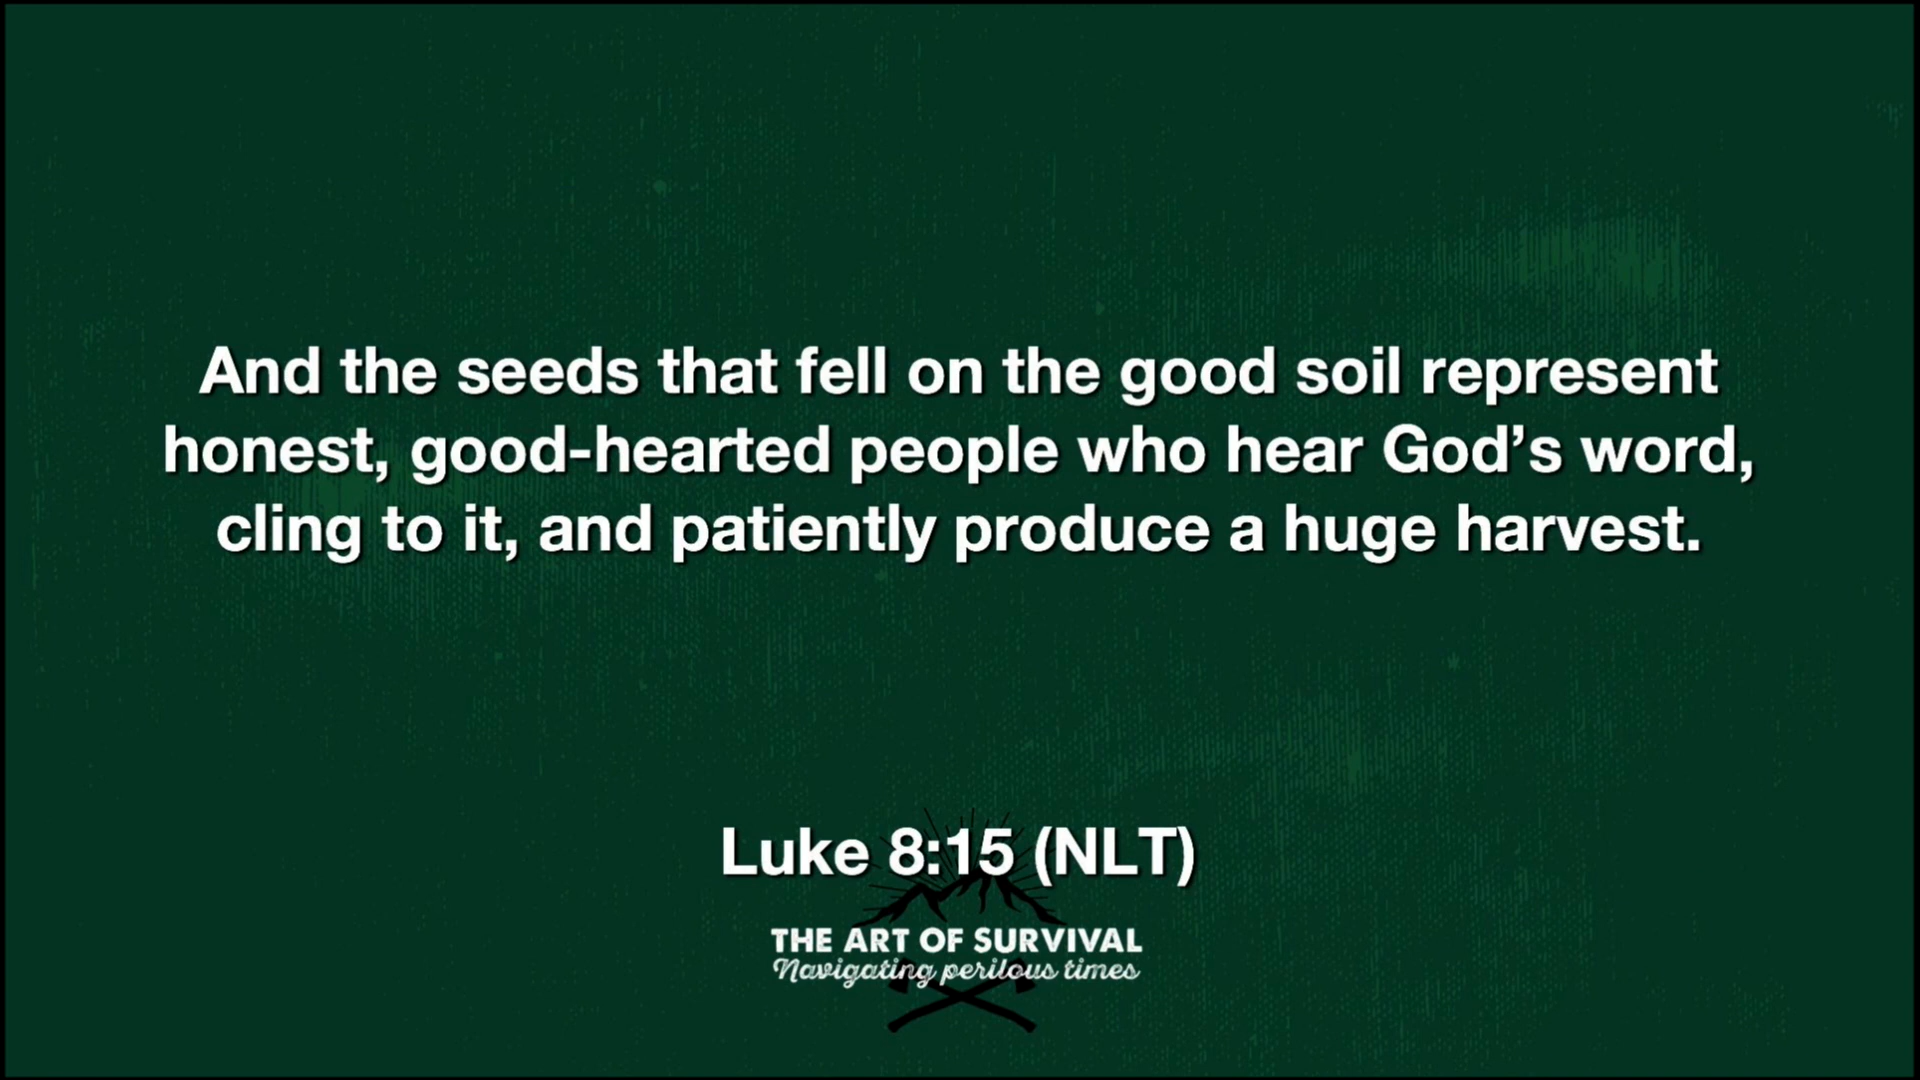 And the seeds that fell on the good soil represent
honest, good-hearted people who hear God’s word,
cling to it, and patiently produce a huge harvest.
Luke 8:15 (NLT)
THE ART OF SURVIVAL
Navigating perilous times